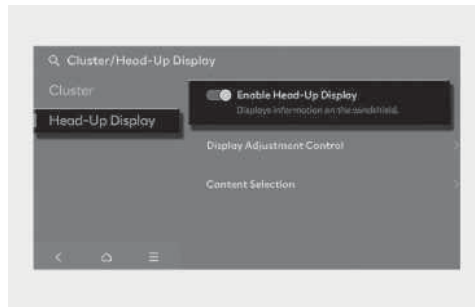 Cluster/Head-Up Display
Cluster
Head-Up Display
Enable Head-Up Display
Displays information on the windshield.
Display Adjustment Control
Content Selection